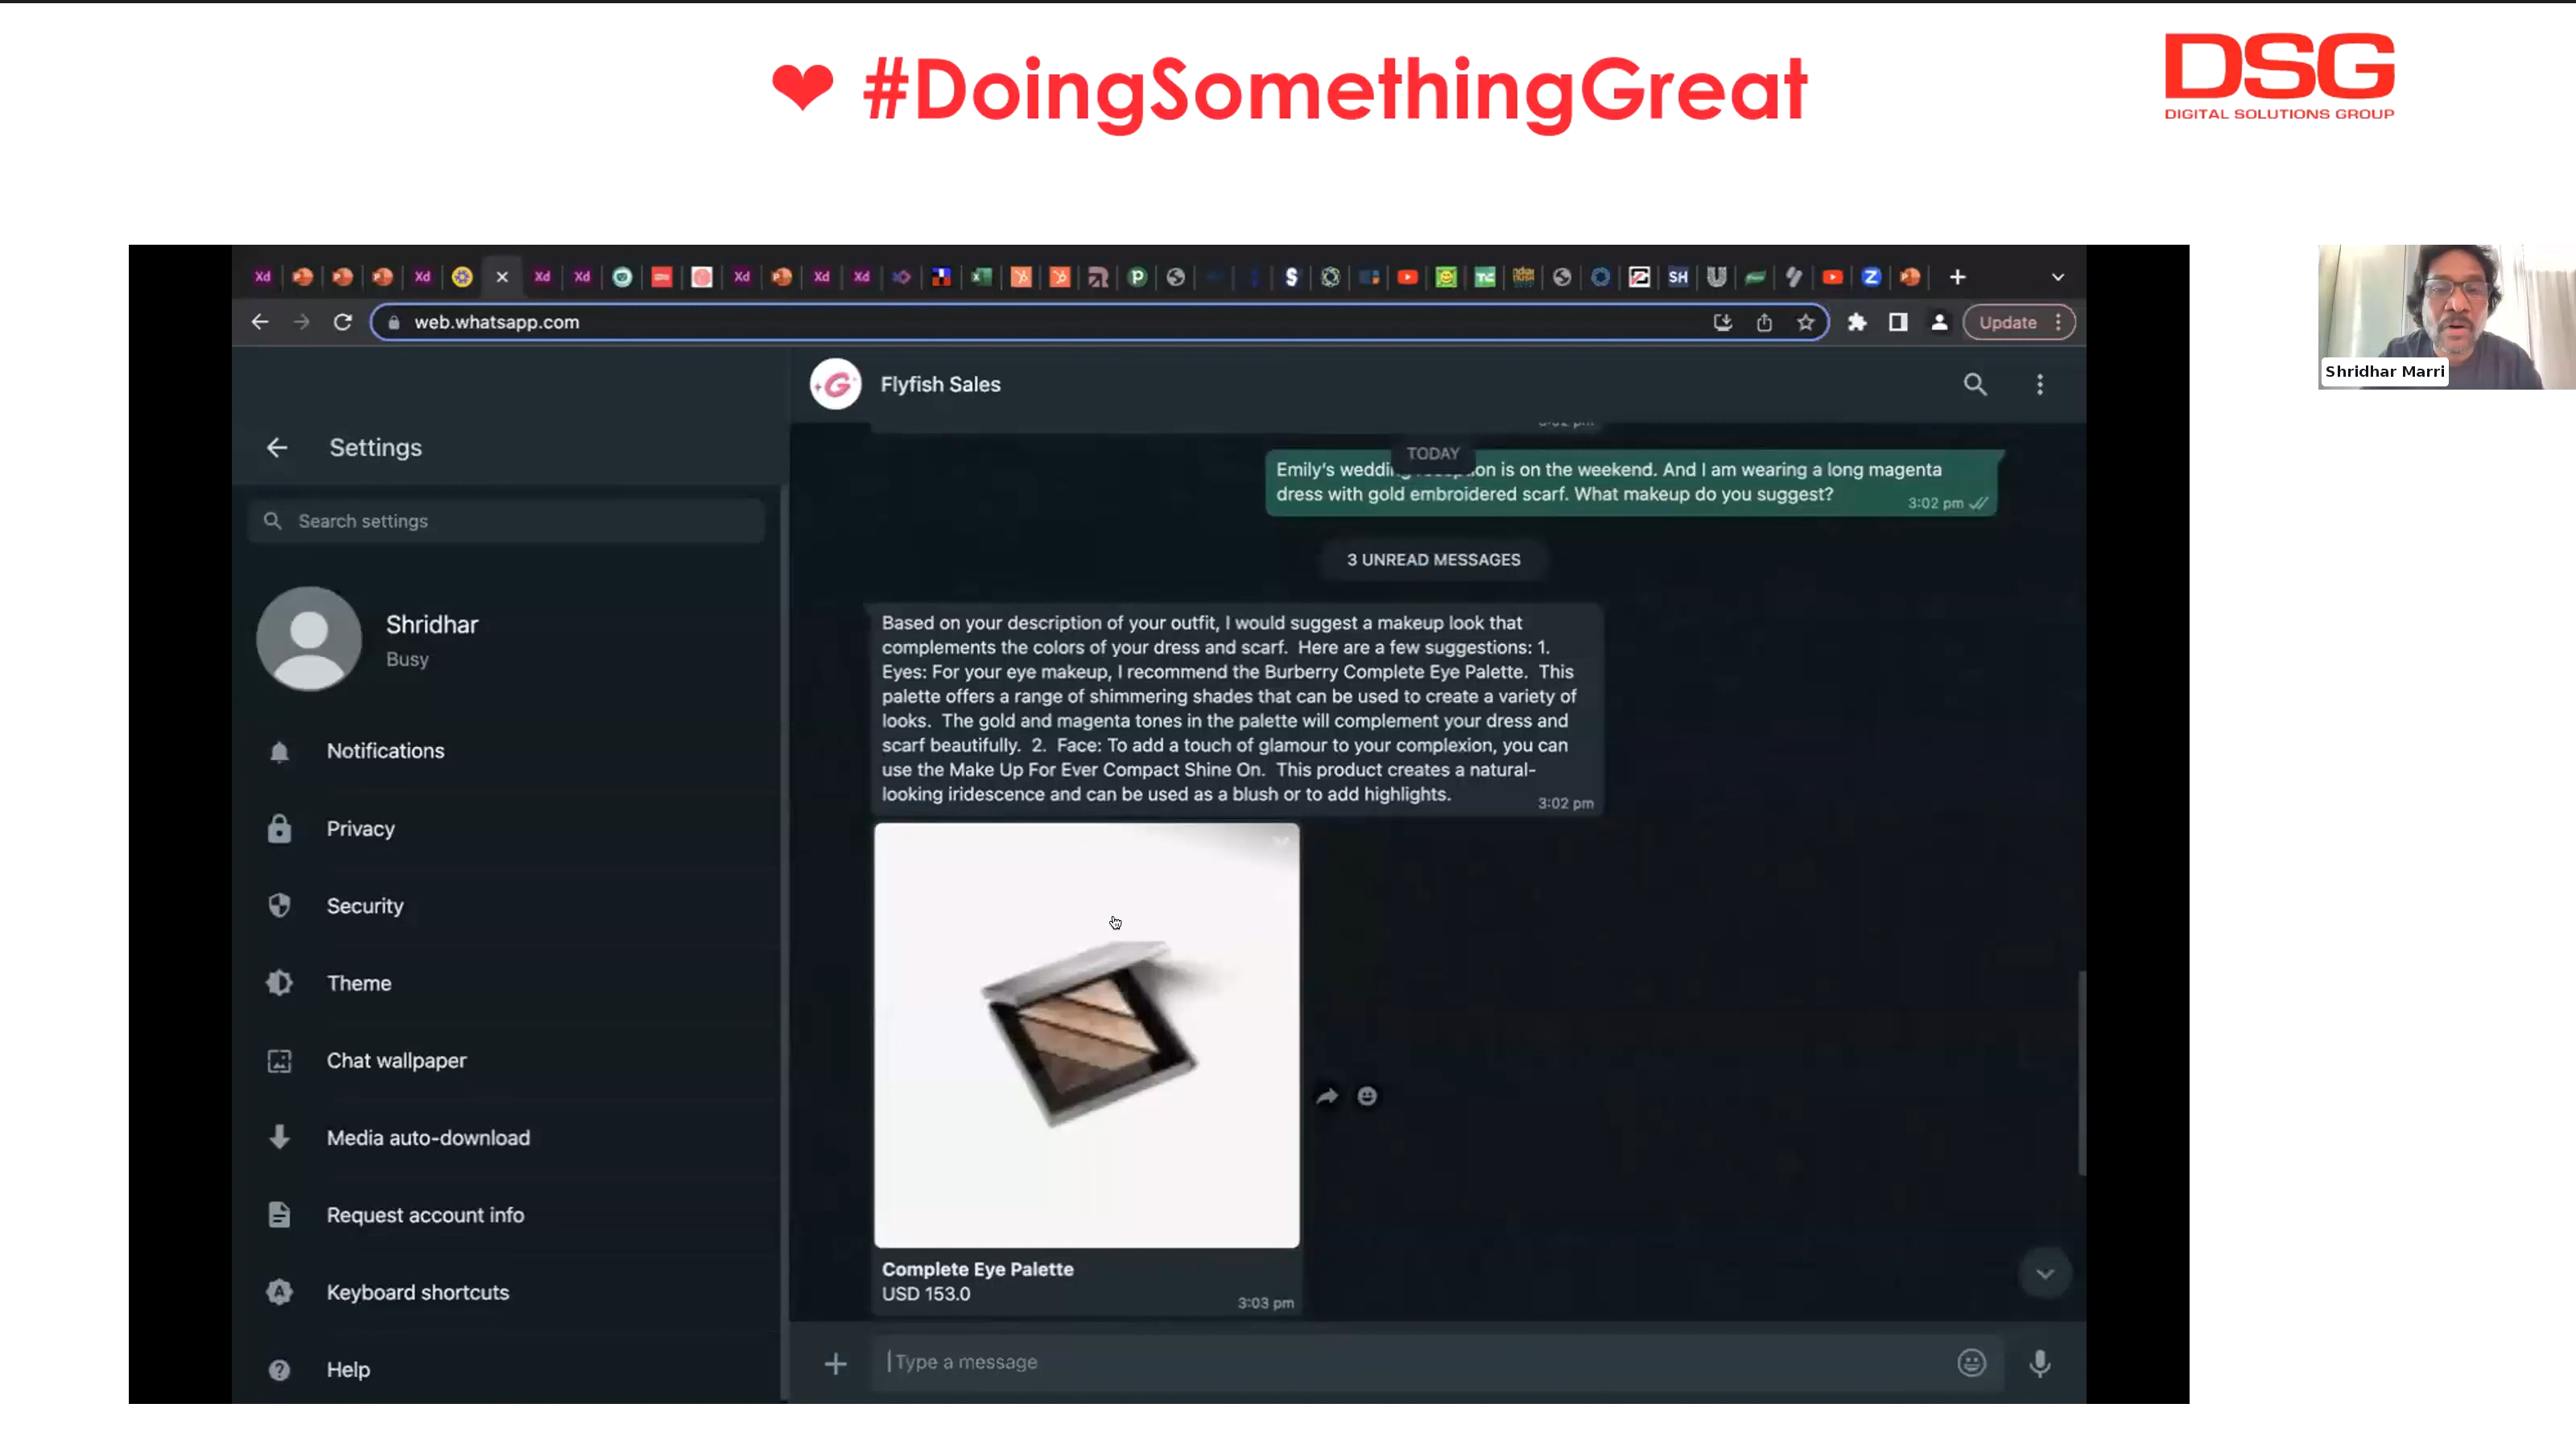 ❤ #DoingSomethingGreat
DSG
DIGITAL SOLUTIONS GROUP
web.whatsapp.com
Update
Shridhar Marri
Settings
Search settings
Shridhar
Busy
Notifications
Privacy
Security
Theme
Chat wallpaper
Media auto-download
Request account info
Keyboard shortcuts
Help
Flyfish Sales
TODAY
Emily's on is on the weekend. And I am wearing a long magenta
dress with gold embroidered scarf. What makeup do you suggest?
3:02 pm
3 UNREAD MESSAGES
Based on your description of your outfit, I would suggest a makeup look that
complements the colors of your dress and scarf. Here are a few suggestions: 1.
Eyes: For your eye makeup, I recommend the Burberry Complete Eye Palette. This
palette offers a range of shimmering shades that can be used to create a variety of
looks. The gold and magenta tones in the palette will complement your dress and
scarf beautifully. 2. Face: To add a touch of glamour to your complexion, you can
use the Make Up For Ever Compact Shine On. This product creates a natural-
looking iridescence and can be used as a blush or to add highlights.
3:02 pm
Complete Eye Palette
USD 153.0
3:03 pm
Type a message